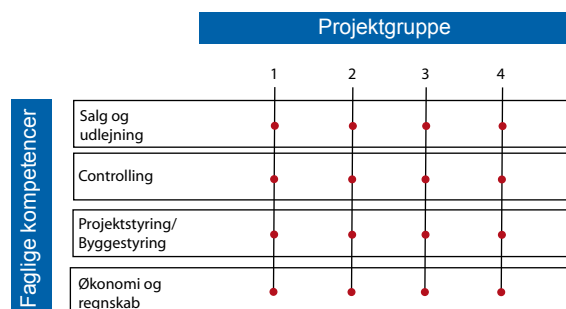 Projektgruppe
1 2 3 4
Faglige kompetencer
Salg og
udlejning
Controlling
Projektstyring/
Byggestyring
Økonomi og
regnskab